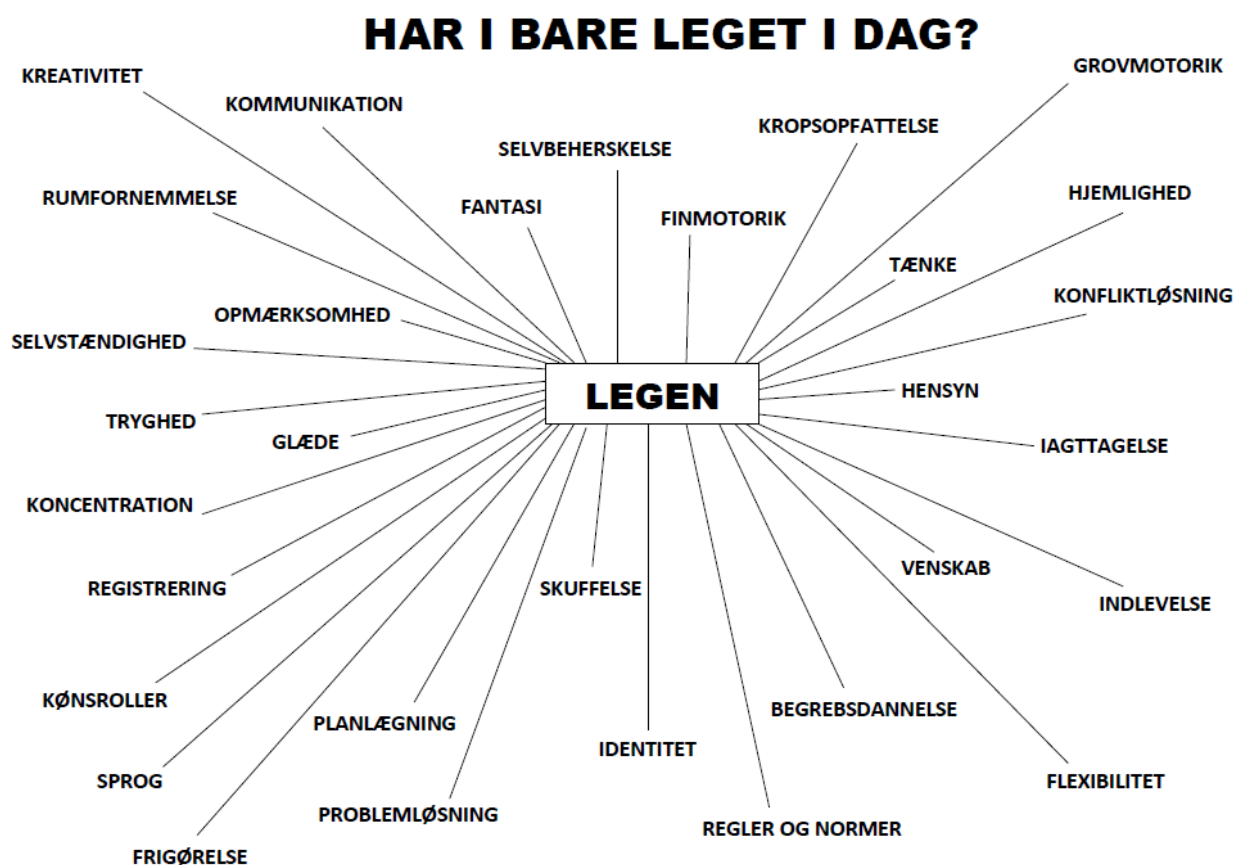 HAR I BARE LEGET I DAG?
KREATIVITET
KOMMUNIKATION
SELVBEHERSKELSE
KROPSOPFATTELSE
GROVMOTORIK
RUMFORNEMMELSE
FANTASI
FINMOTORIK
HJEMLIGHED
TÆNKE
OPMÆRKSOMHED
KONFLIKTLØSNING
SELVSTÆNDIGHED
LEGEN
HENSYN
TRYGHED
GLÆDE
IAGTTAGELSE
KONCENTRATION
REGISTRERING
SKUFFELSE
VENSKAB
INDLEVELSE
KØNSROLLER
PLANLÆGNING
IDENTITET
BEGREBSDANNELSE
SPROG
FLEXIBILITET
PROBLEMLØSNING
REGLER OG NORMER
FRIGØRELSE